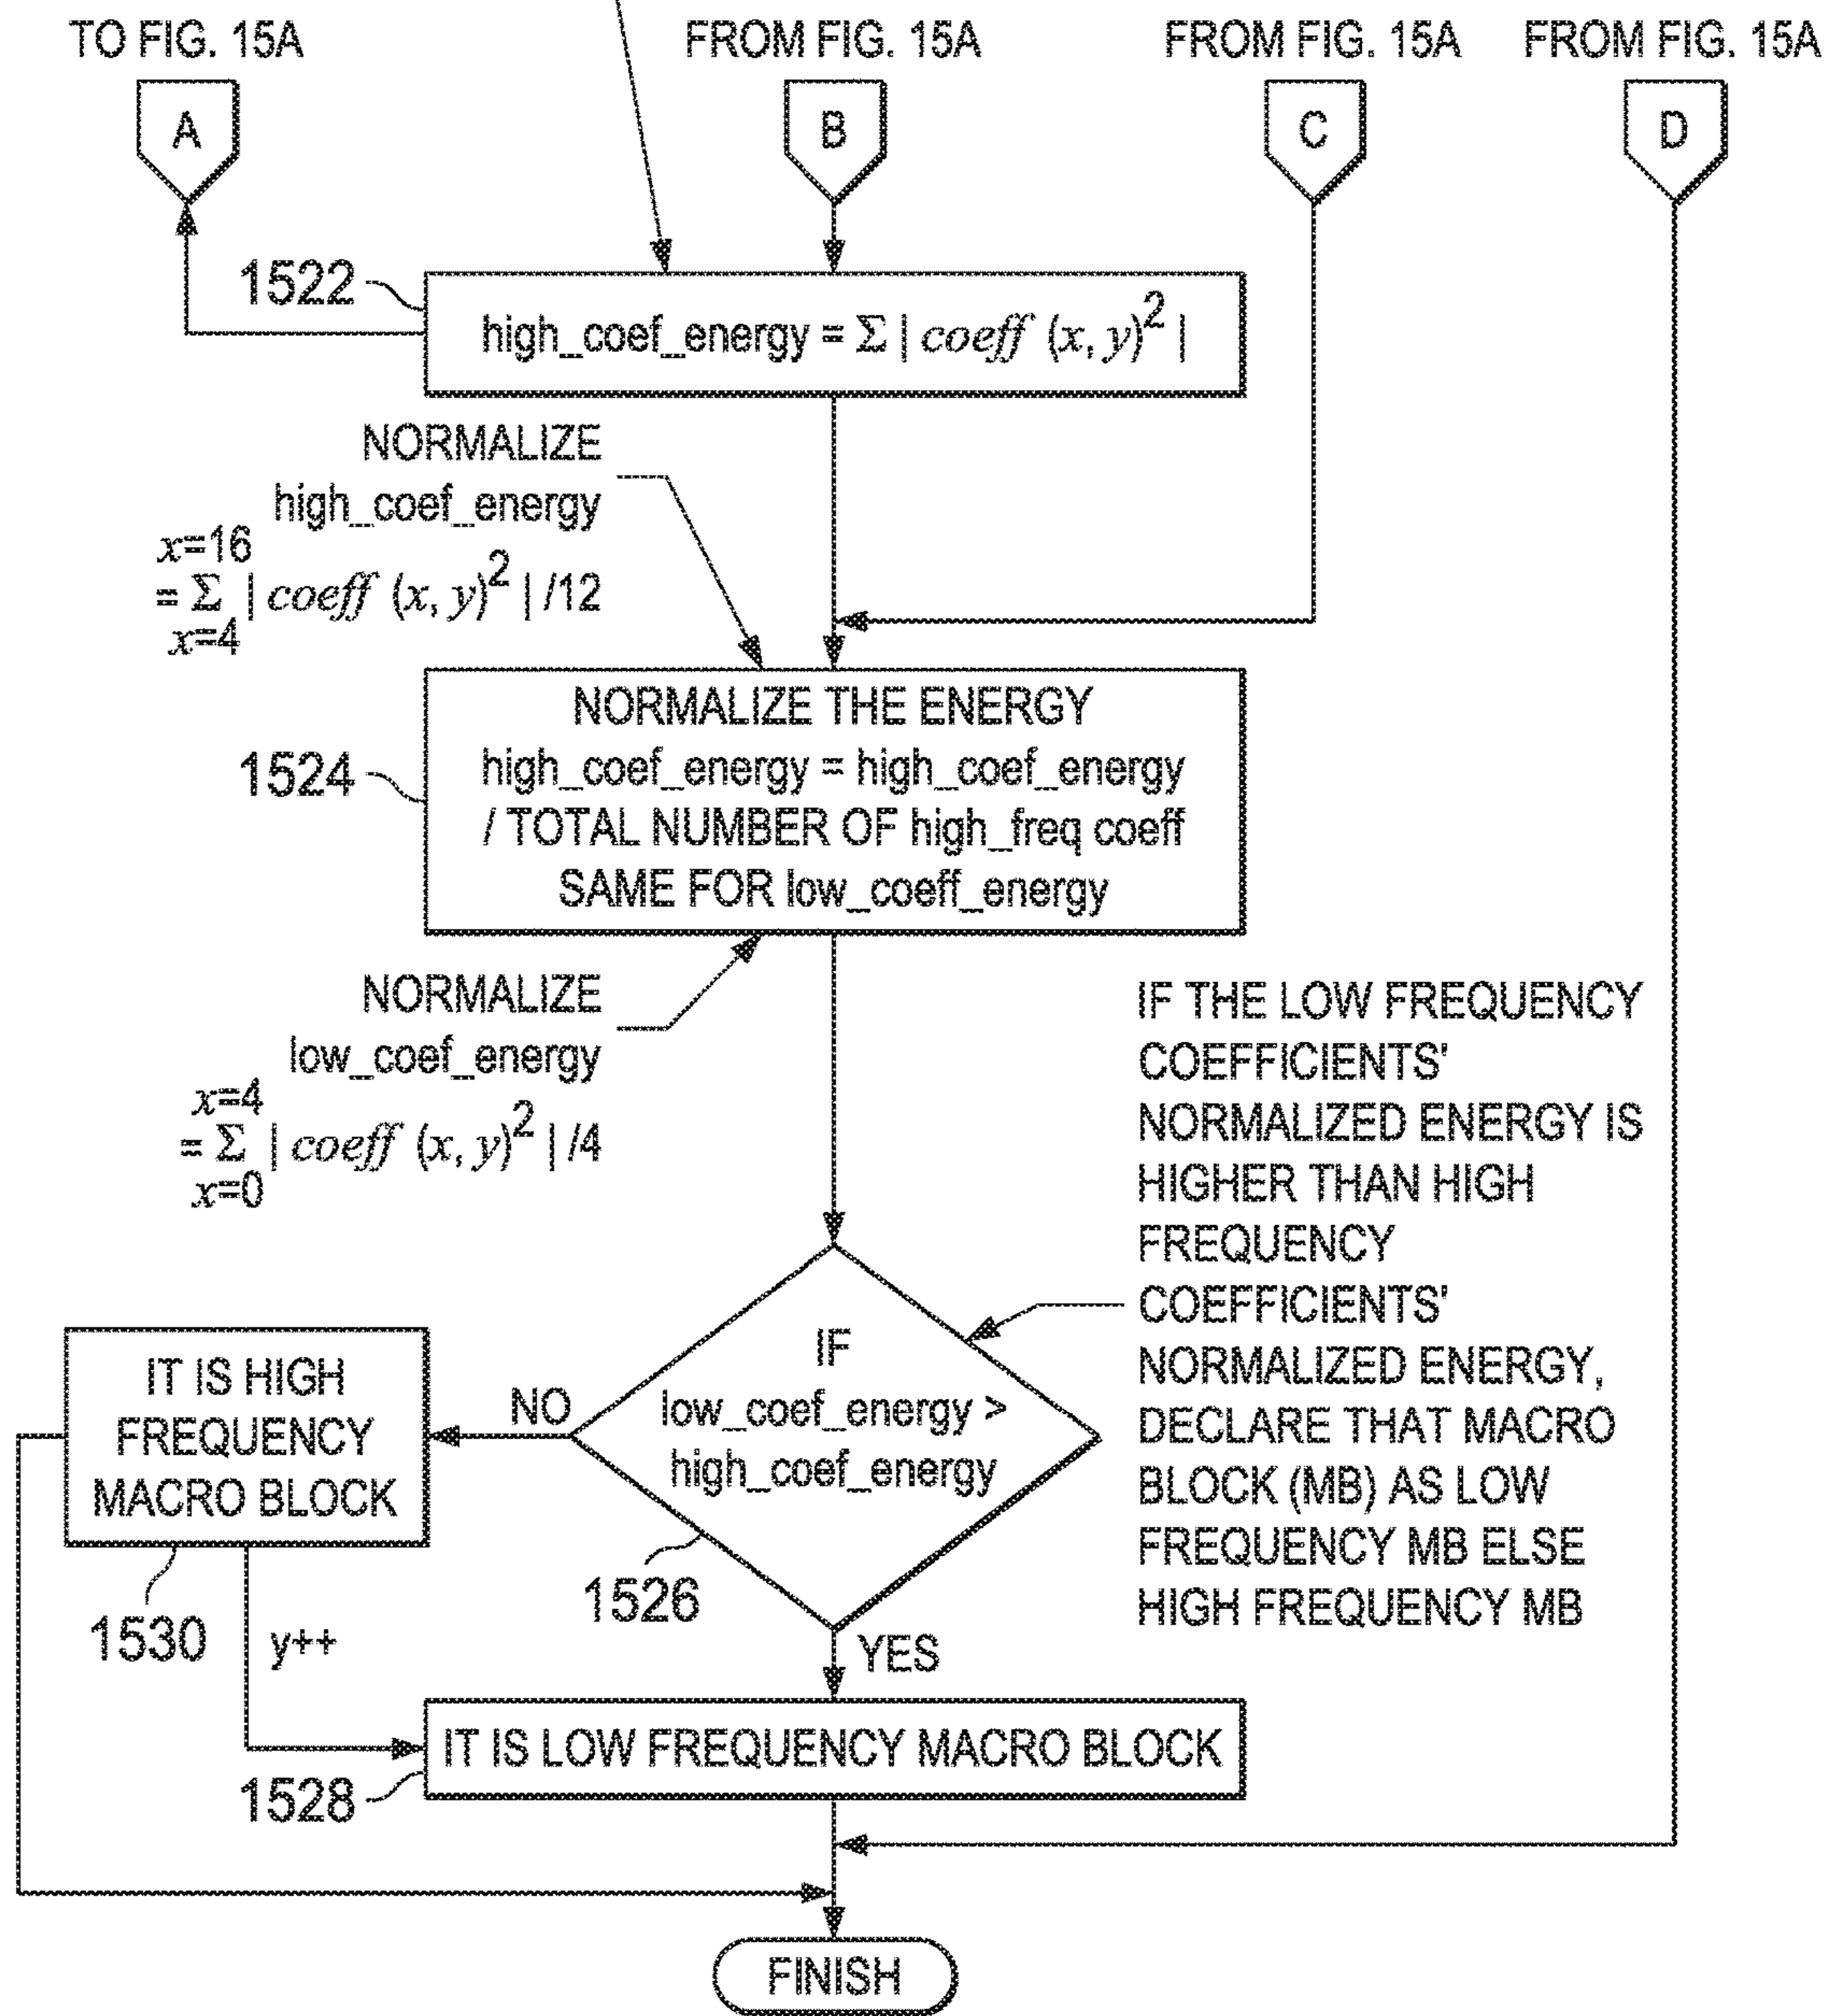 TO FIG. 15A
FROM FIG. 15A
FROM FIG. 15A
FROM FIG. 15A
A
B
C
D
1522
high_coef_energy = Σ | coeff (x, y)² |
NORMALIZE
high_coef_energy
x=16
= Σ | coeff (x, y)² | /12
x=4
1524
NORMALIZE THE ENERGY
high_coef_energy = high_coef_energy
/ TOTAL NUMBER OF high_freq coeff
SAME FOR low_coeff_energy
NORMALIZE
low_coef_energy
x=4
= Σ | coeff (x, y)² | /4
x=0
IF THE LOW FREQUENCY
COEFFICIENTS'
NORMALIZED ENERGY IS
HIGHER THAN HIGH
FREQUENCY
COEFFICIENTS'
NORMALIZED ENERGY,
DECLARE THAT MACRO
BLOCK (MB) AS LOW
FREQUENCY MB ELSE
HIGH FREQUENCY MB
IF
low_coef_energy >
high_coef_energy
1526
NO
IT IS HIGH
FREQUENCY
MACRO BLOCK
1530
y++
YES
IT IS LOW FREQUENCY MACRO BLOCK
1528
FINISH